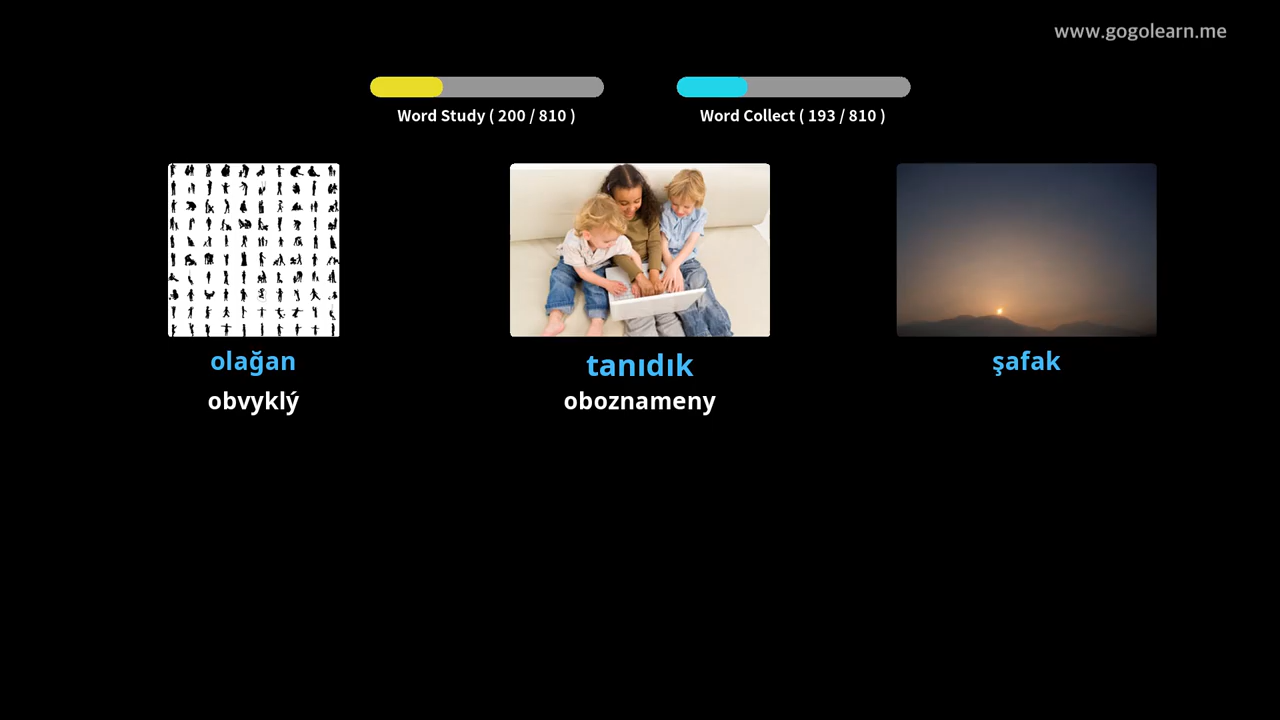 www.gogolearn.me
Word Study ( 200 / 810 )
Word Collect ( 193 / 810 )
olağan
obvyklý
tanıdık
oboznameny
şafak